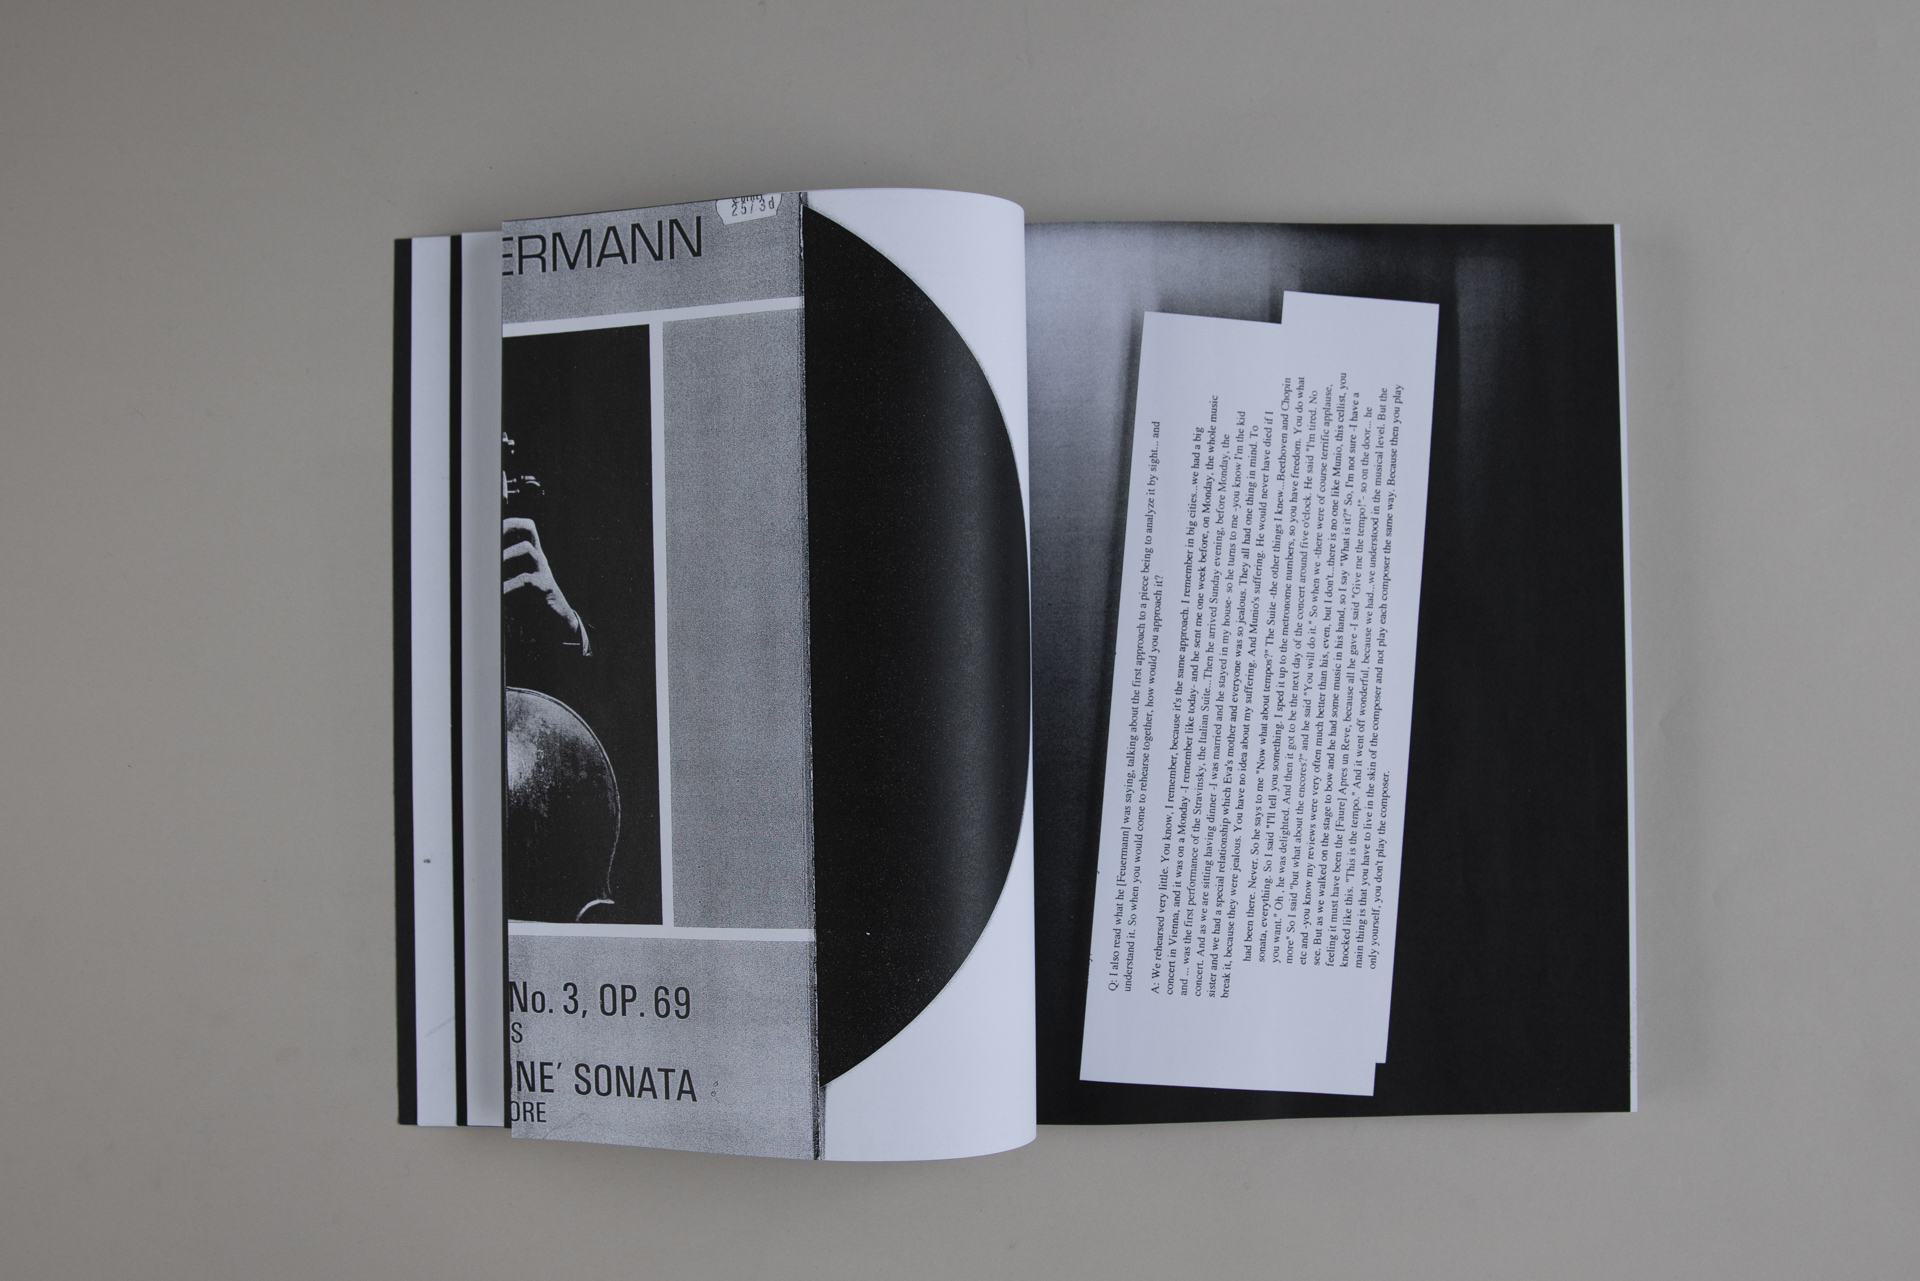 25/3d
ERMANN
No. 3, OP. 69
S
NE' SONATA
ORE
Q: I also read what he [Feuermann] was saying, talking about the first approach to a piece being to analyze it by sight... and
understand it. So when you would come to rehearse together, how would you approach it?
A: We rehearsed very little. You know, I remember, because it's the same approach. I remember in big cities...we had a big
concert in Vienna, and it was on a Monday -I remember like today- and he sent me one week before, on Monday, the whole music
and ... was the first performance of the Stravinsky, the Italian Suite...Then he arrived Sunday evening, before Monday, the
concert. And as we are sitting having dinner -I was married and he stayed in my house- so he turns to me -you know I'm the kid
sister and we had a special relationship which Eva's mother and everyone was so jealous. They all had one thing in mind. To
break it, because they were jealous. You have no idea about my suffering. And Munio's suffering. He would never have died if I
had been there. Never. So he says to me "Now what about tempos?" The Suite -the other things I knew...Beethoven and Chopin
sonata, everything. So I said "I'll tell you something. I sped it up to the metronome numbers, so you have freedom. You do what
you want." Oh , he was delighted. And then it got to be the next day of the concert around five o'clock. He said "I'm tired. No
more" So I said "but what about the encores?" and he said "You will do it." So when we -there were of course terrific applause,
etc and -you know my reviews were very often much better than his, even, but I don't...there is no one like Munio, this cellist, you
see. But as we walked on the stage to bow and he had some music in his hand, so I say "What is it?" So, I'm not sure -I have a
feeling it must have been the [Faure] Apres un Reve, because all he gave -I said "Give me the tempo!"- so on the door... he
knocked like this. "This is the tempo." And it went off wonderful, because we had...we understood in the musical level. But the
main thing is that you have to live in the skin of the composer and not play each composer the same way. Because then you play
only yourself, you don't play the composer.